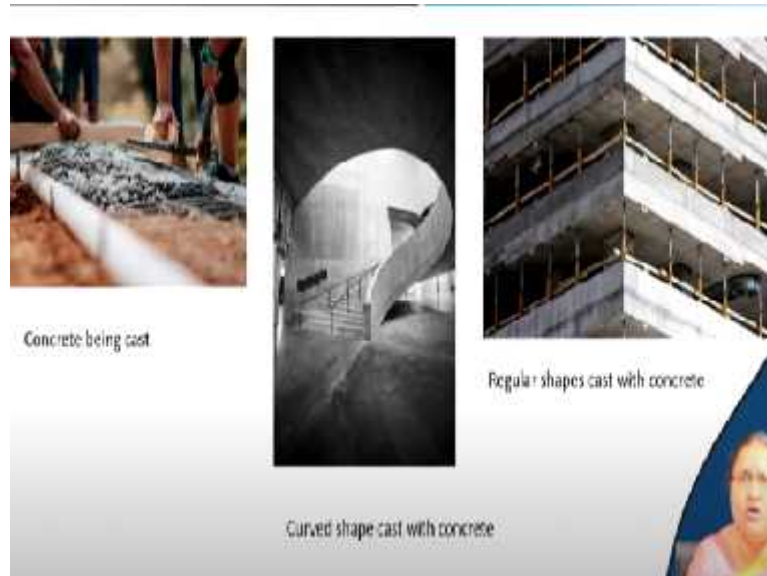 Concrete being cast
Regular shapes cast with concrete
Curved shape cast with concrete